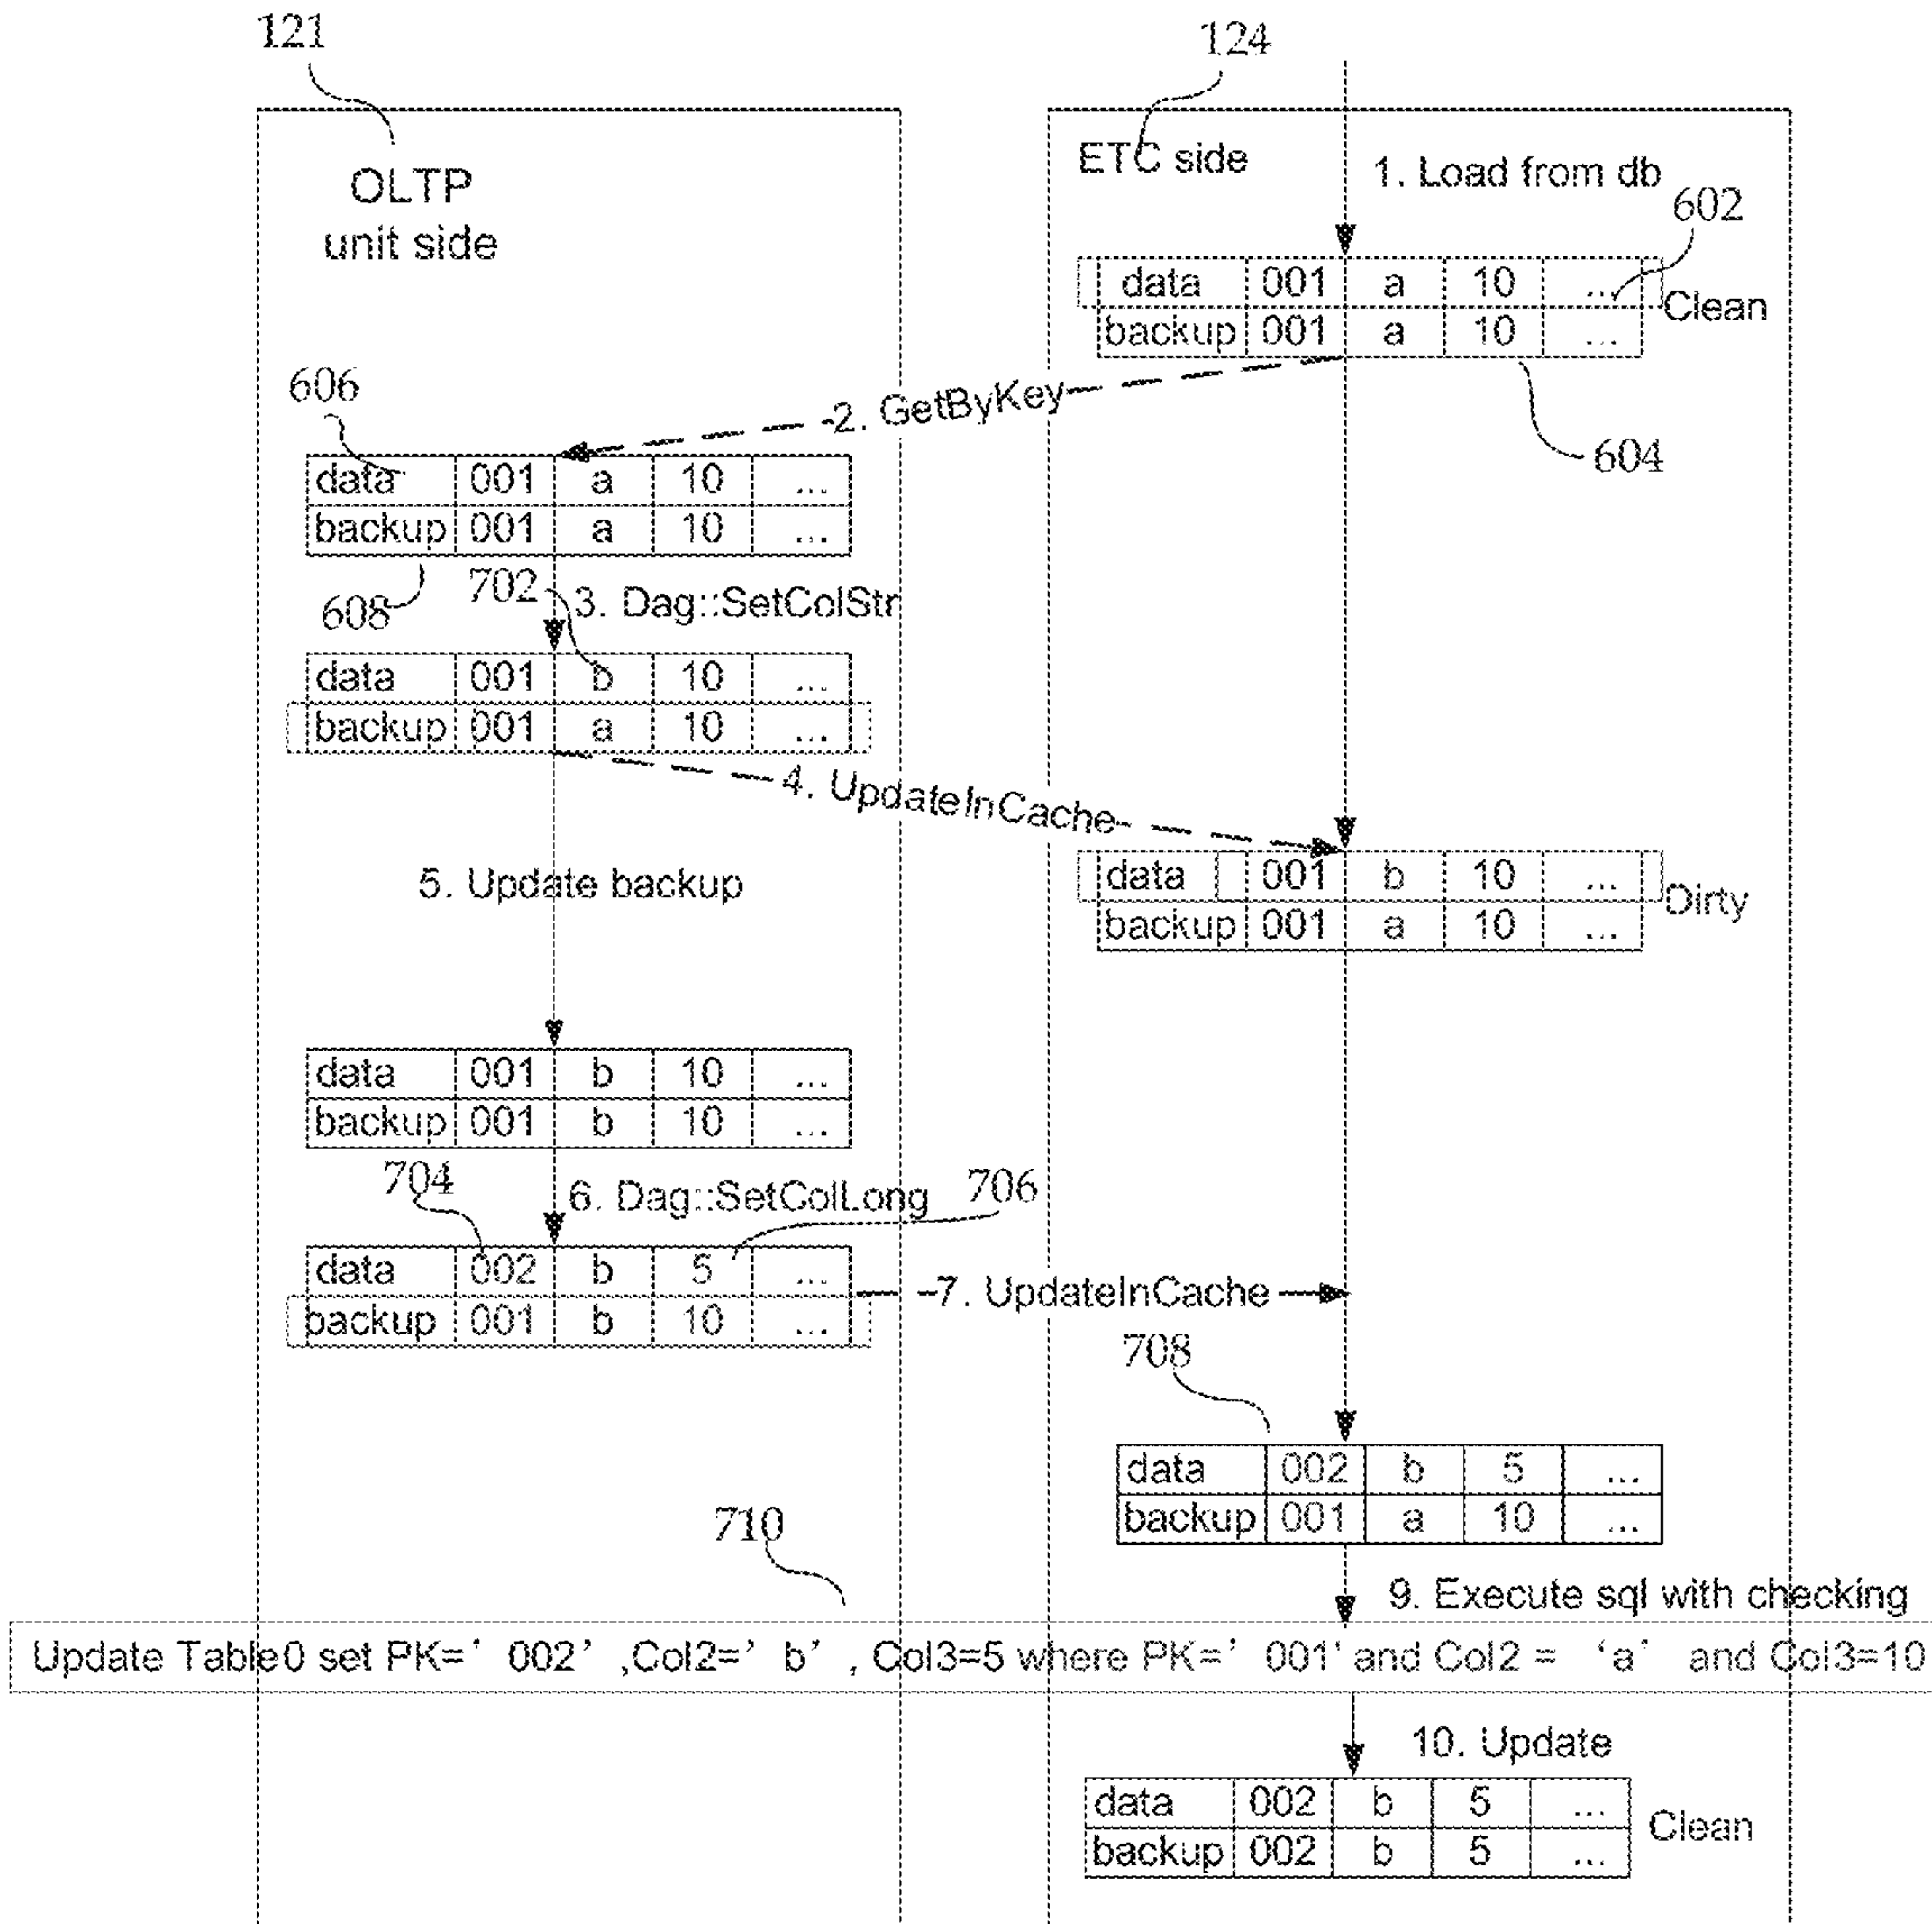 121
124
OLTP
unit side
ETC side
1. Load from db
602
data 001 a 10 ...
Clean
backup 001 a 10 ...
606
2. GetByKey
604
data 001 a 10 ...
backup 001 a 10 ...
608
702
3. Dag::SetColStr
data 001 b 10 ...
backup 001 a 10 ...
4. UpdateInCache
5. Update backup
data 001 b 10 ...
Dirty
backup 001 a 10 ...
data 001 b 10 ...
backup 001 b 10 ...
704
6. Dag::SetColLong
706
data 002 b 5 ...
backup 001 b 10 ...
7. UpdateInCache
708
data 002 b 5 ...
backup 001 a 10 ...
710
9. Execute sql with checking
Update Table0 set PK=’ 002’ ,Col2=’ b’ , Col3=5 where PK=’ 001' and Col2 = ‘a’ and Col3=10
10. Update
data 002 b 5 ...
Clean
backup 002 b 5 ...